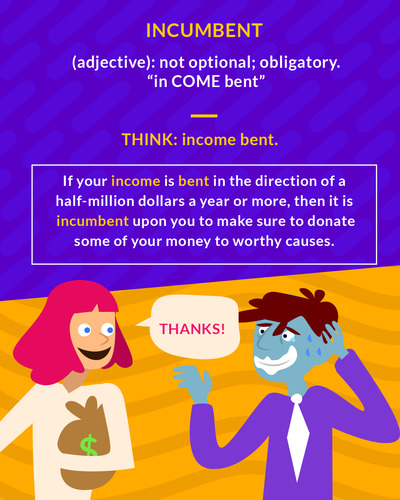 INCUMBENT
(adjective): not optional; obligatory.
“in COME bent”
THINK: income bent.
If your income is bent in the direction of a
half-million dollars a year or more, then it is
incumbent upon you to make sure to donate
some of your money to worthy causes.
THANKS!
$